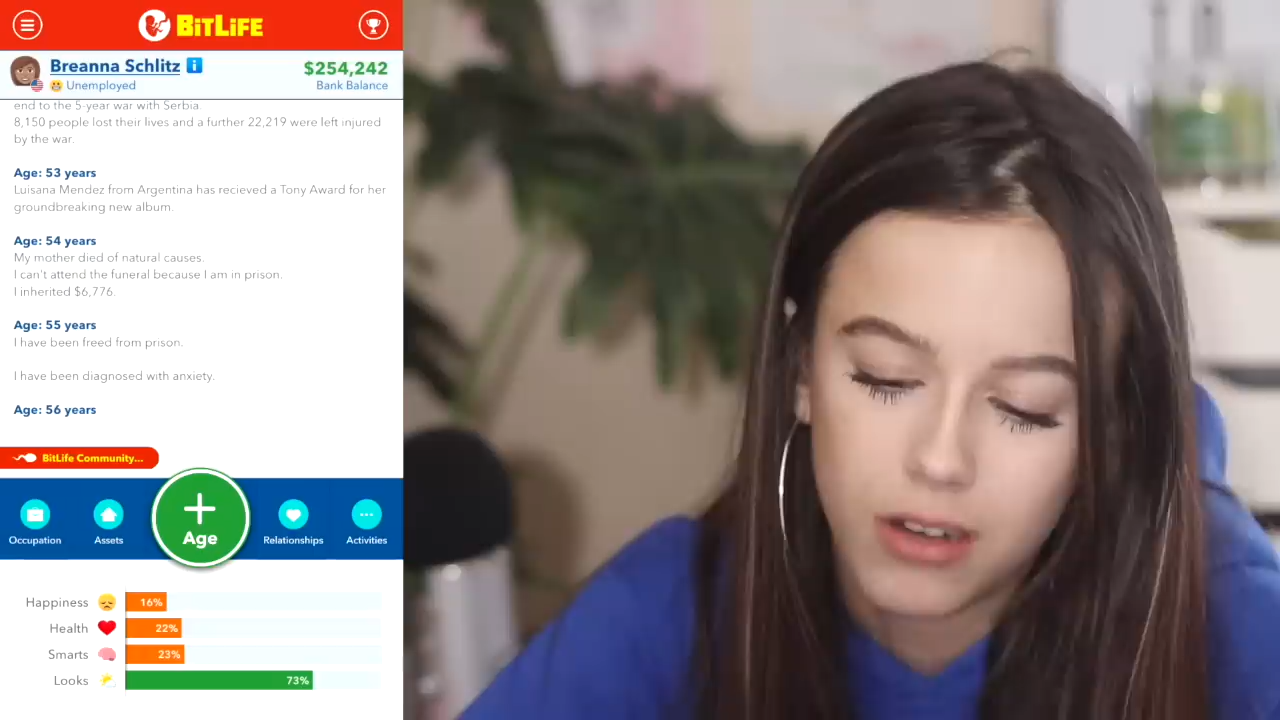 BitLife
Breanna Schlitz
$254,242
Unemployed
Bank Balance
end to the 5-year war with Serbia.
8,150 people lost their lives and a further 22,219 were left injured
by the war.
Age: 53 years
Luisana Mendez from Argentina has recieved a Tony Award for her
groundbreaking new album.
Age: 54 years
My mother died of natural causes.
I can't attend the funeral because I am in prison.
I inherited $6,776.
Age: 55 years
I have been freed from prison.
I have been diagnosed with anxiety.
Age: 56 years
BitLife Community...
Occupation
Assets
Age
Relationships
Activities
Happiness 16%
Health 22%
Smarts 23%
Looks 73%